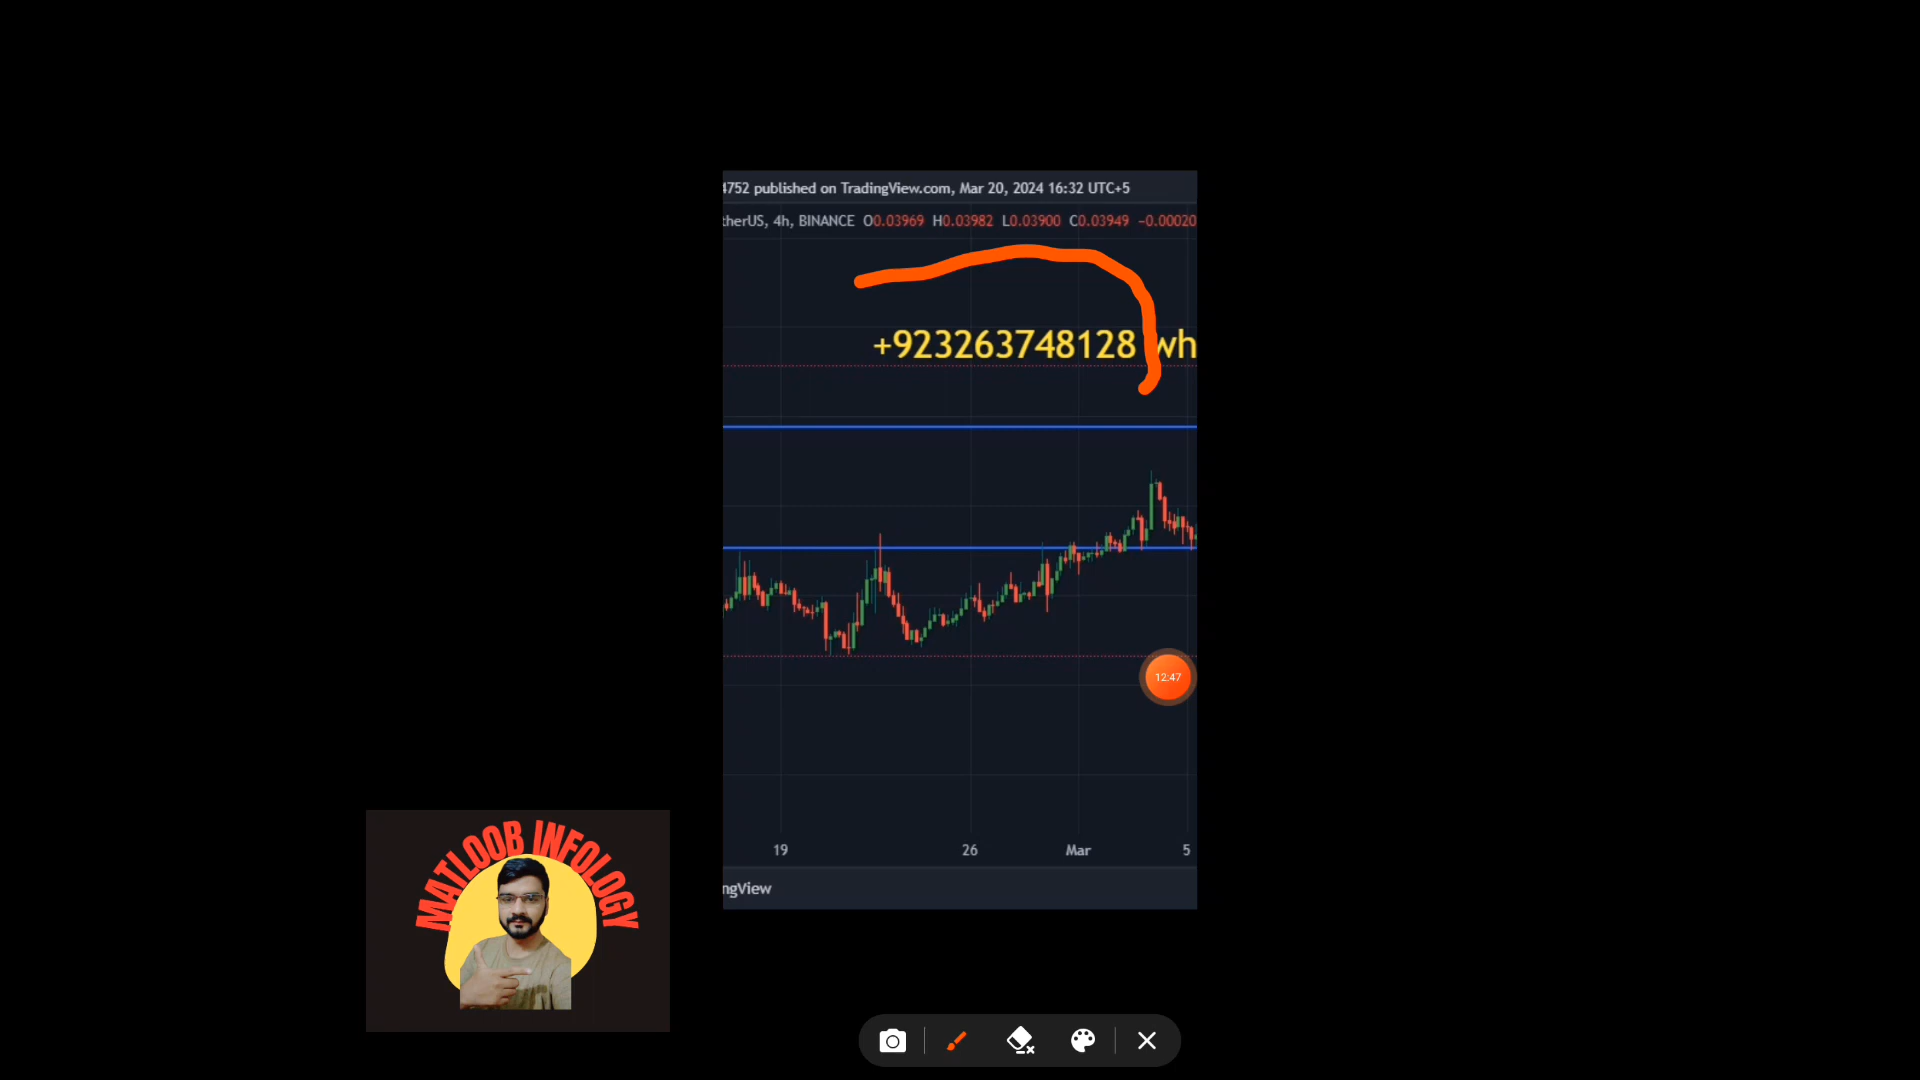 4752 published on TradingView.com, Mar 20, 2024 16:32 UTC+5
therUS, 4h, BINANCE O0.03969 H0.03982 L0.03900 C0.03949 −0.00020
+923263748128 wh
12:47
19 26 Mar 5
ngView
MATLOOB INFOLOGY